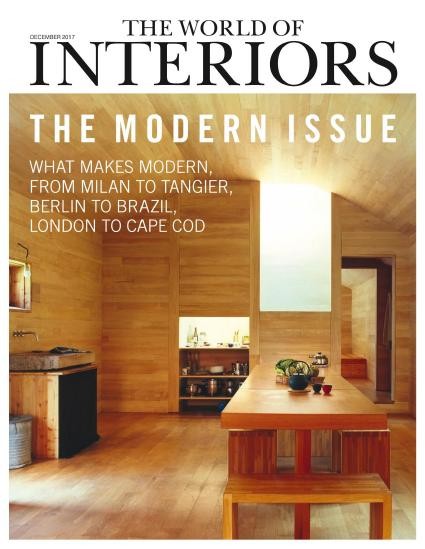 THE WORLD OF
DECEMBER 2017
INTERIORS
THE MODERN ISSUE
WHAT MAKES MODERN,
FROM MILAN TO TANGIER,
BERLIN TO BRAZIL,
LONDON TO CAPE COD